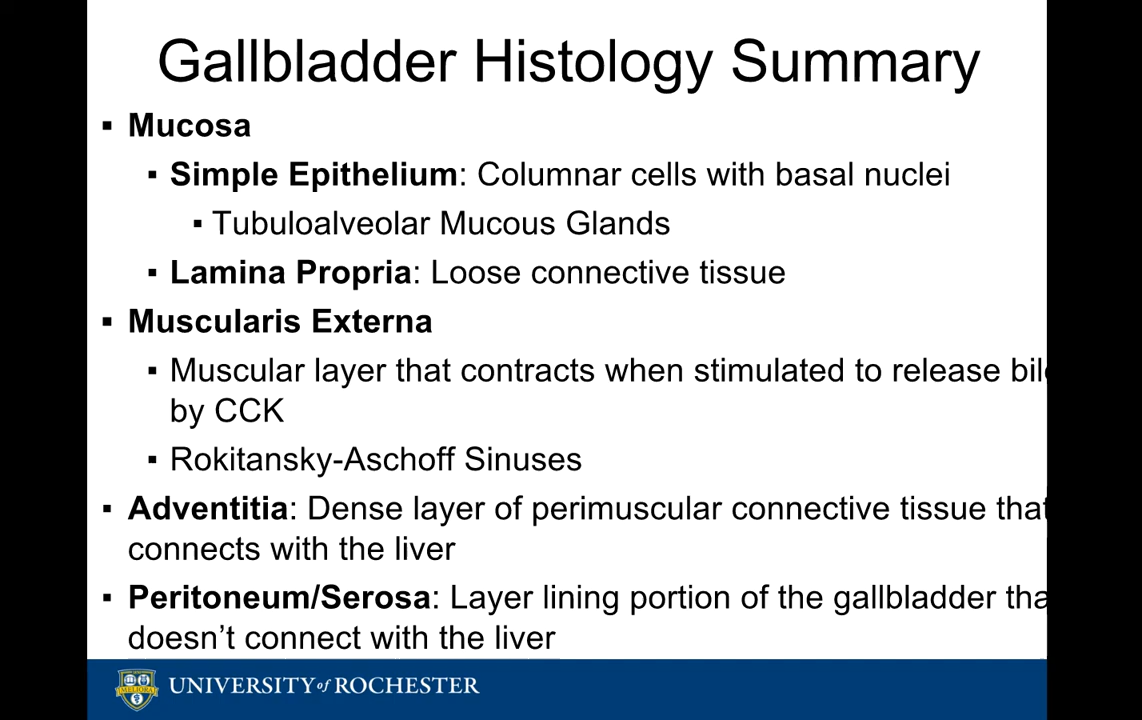 Gallbladder Histology Summary
▪ Mucosa
▪ Simple Epithelium: Columnar cells with basal nuclei
▪ Tubuloalveolar Mucous Glands
▪ Lamina Propria: Loose connective tissue
▪ Muscularis Externa
▪ Muscular layer that contracts when stimulated to release bil
by CCK
▪ Rokitansky-Aschoff Sinuses
▪ Adventitia: Dense layer of perimuscular connective tissue that
connects with the liver
▪ Peritoneum/Serosa: Layer lining portion of the gallbladder tha
doesn't connect with the liver
MELIORA
UNIVERSITY of ROCHESTER